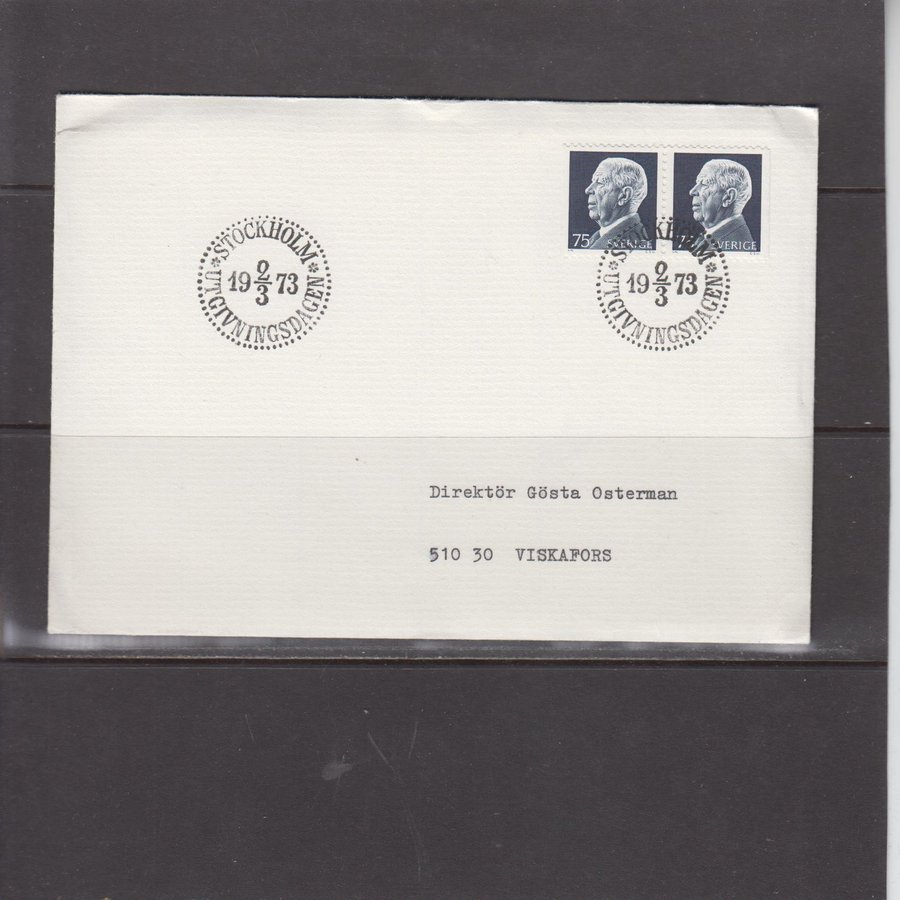 75 SVERIGE
SVERIGE
STOCKHOLM
19 2/3 73
UTGIVNINGSDAGEN
STOCKHOLM
19 2/3 73
UTGIVNINGSDAGEN
Direktör Gösta Osterman
510 30 VISKAFORS